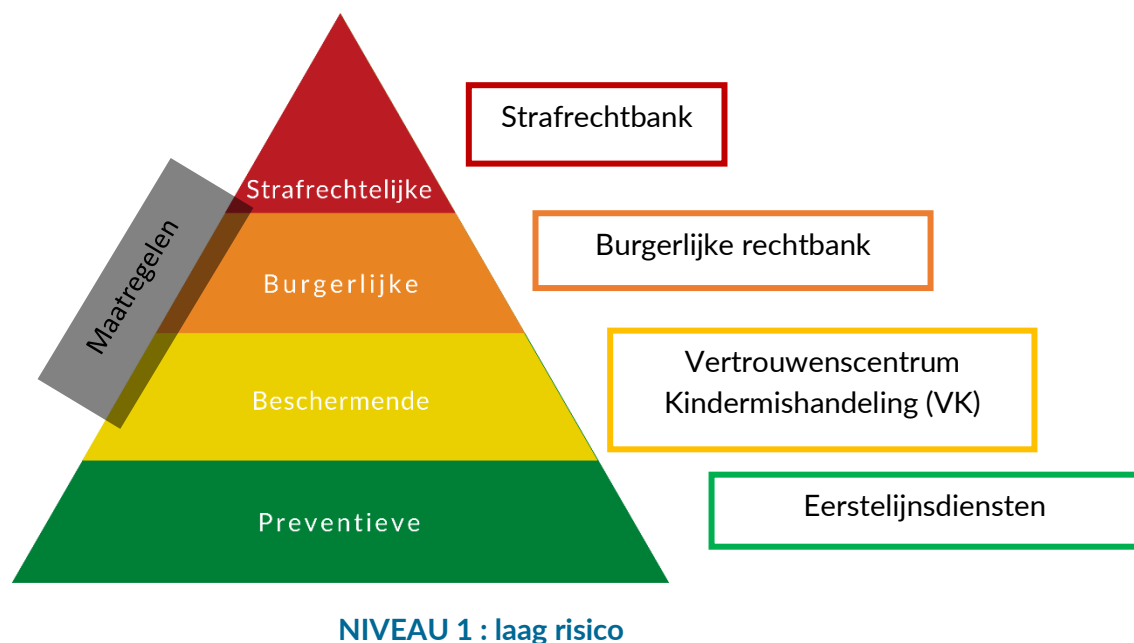 Strafrechtbank
Strafrechtelijke
Maatregelen
Burgerlijke rechtbank
Burgerlijke
Vertrouwenscentrum
Kindermishandeling (VK)
Beschermende
Eerstelijnsdiensten
Preventieve
NIVEAU 1 : laag risico